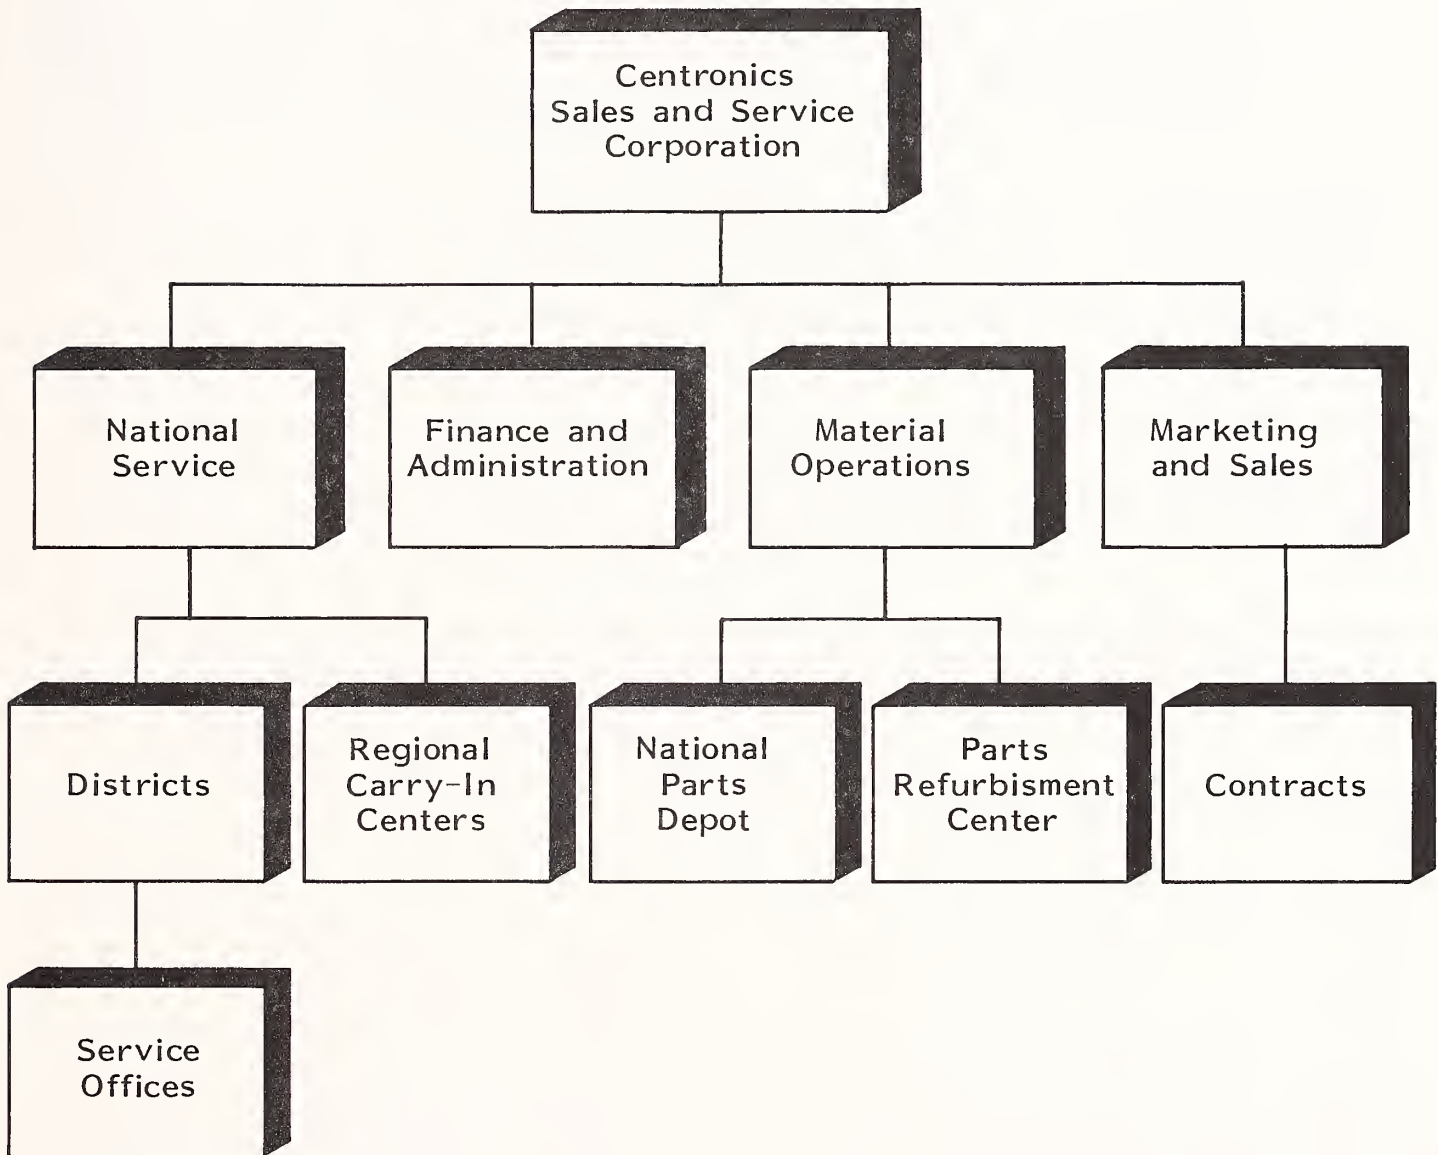 Centronics
Sales and Service
Corporation
National
Service
Finance and
Administration
Material
Operations
Marketing
and Sales
Districts
Regional
Carry-In
Centers
National
Parts
Depot
Parts
Refurbisment
Center
Contracts
Service
Offices